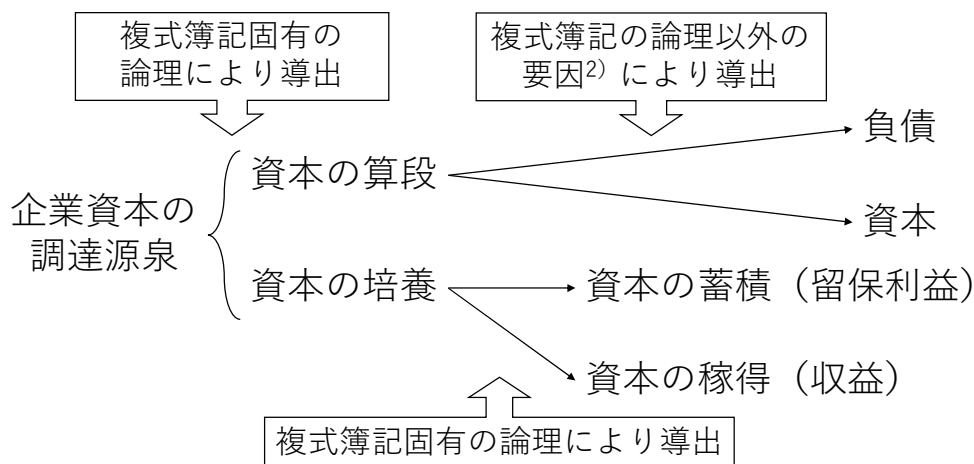 複式簿記固有の
論理により導出
複式簿記の論理以外の
要因2)により導出
負債
資本の算段
企業資本の
調達源泉
資本
資本の培養
資本の蓄積（留保利益）
資本の稼得（収益）
複式簿記固有の論理により導出